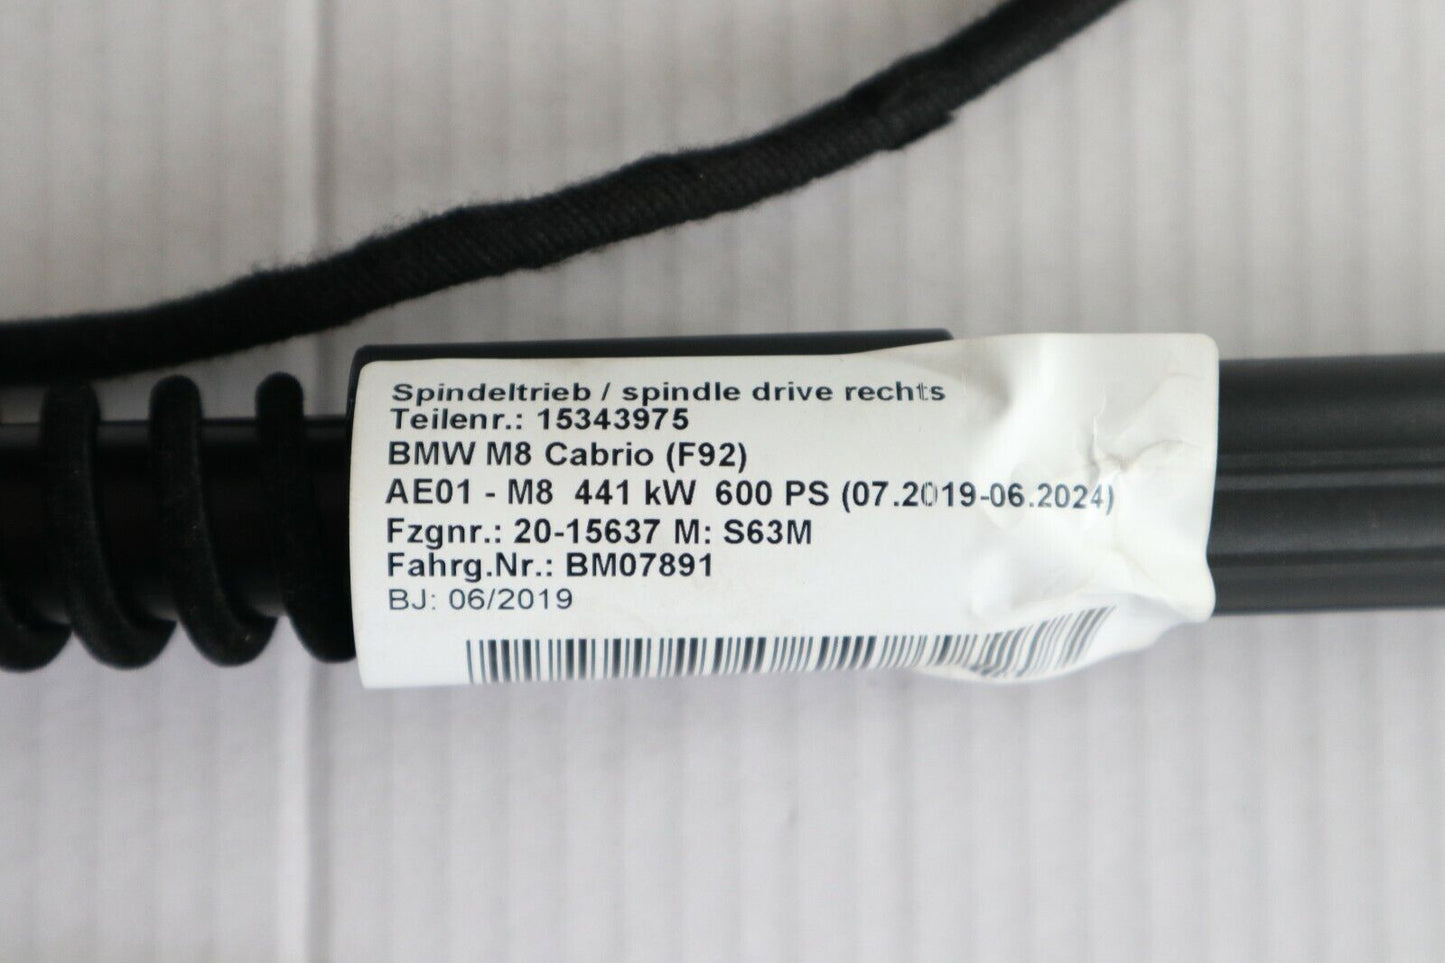 Spindeltrieb / spindle drive rechts
Teilenr.: 15343975
BMW M8 Cabrio (F92)
AE01 - M8 441 kW 600 PS (07.2019-06.2024)
Fzgnr.: 20-15637 M: S63M
Fahrg.Nr.: BM07891
BJ: 06/2019